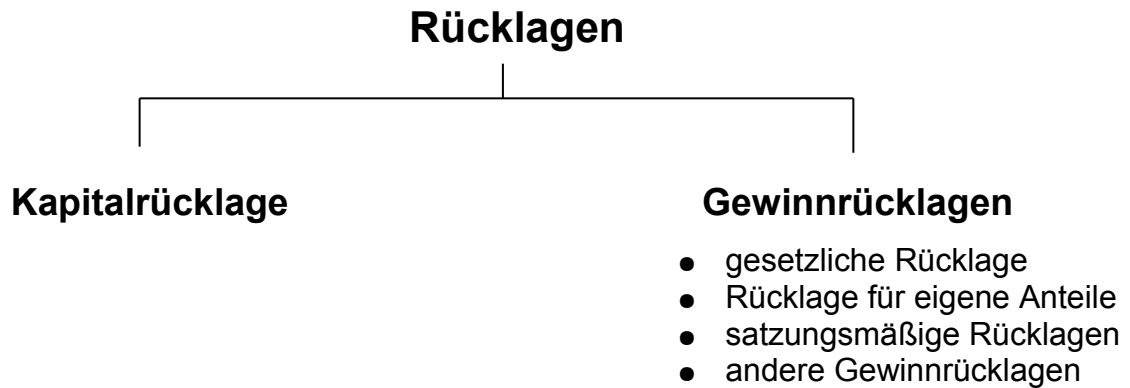 Rücklagen
Kapitalrücklage
Gewinnrücklagen
● gesetzliche Rücklage
● Rücklage für eigene Anteile
● satzungsmäßige Rücklagen
● andere Gewinnrücklagen